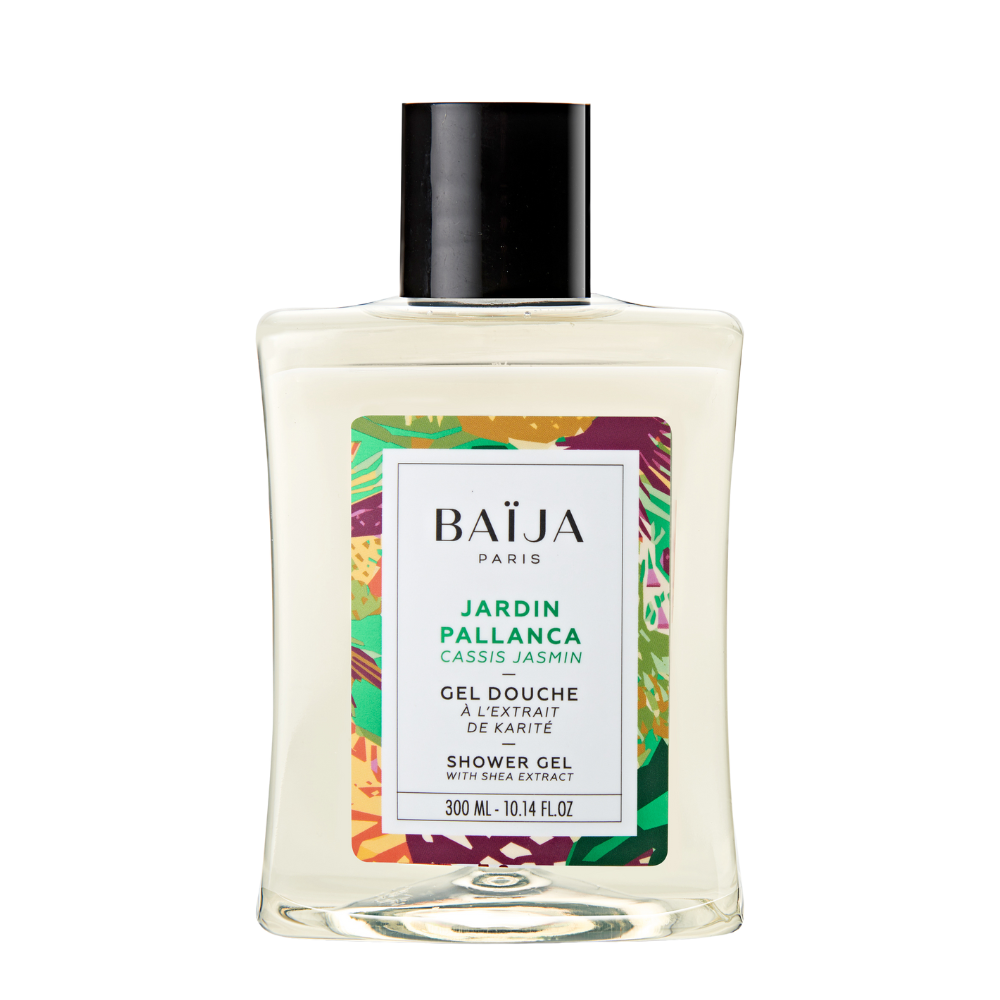 BAÏJA
PARIS
JARDIN
PALLANCA
CASSIS JASMIN
GEL DOUCHE
À L'EXTRAIT
DE KARITÉ
SHOWER GEL
WITH SHEA EXTRACT
300 ML - 10.14 FL.OZ